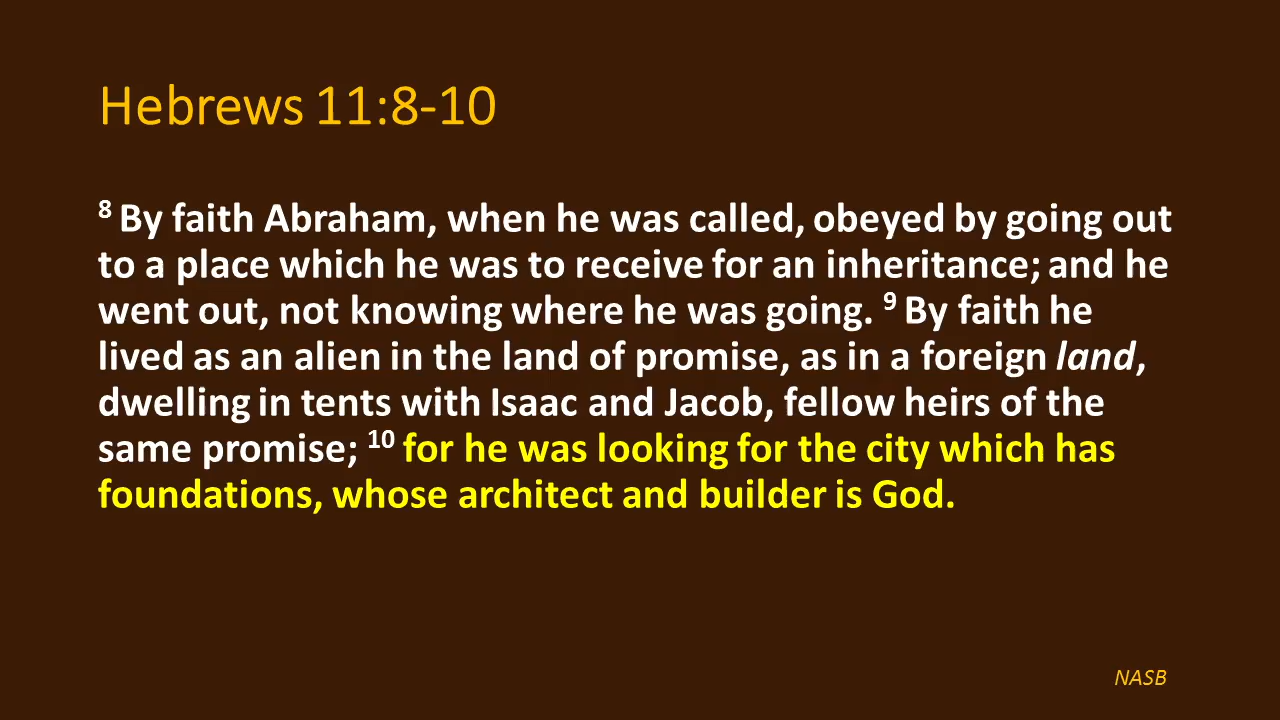 Hebrews 11:8-10
8 By faith Abraham, when he was called, obeyed by going out
to a place which he was to receive for an inheritance; and he
went out, not knowing where he was going. 9 By faith he
lived as an alien in the land of promise, as in a foreign land,
dwelling in tents with Isaac and Jacob, fellow heirs of the
same promise; 10 for he was looking for the city which has
foundations, whose architect and builder is God.
NASB